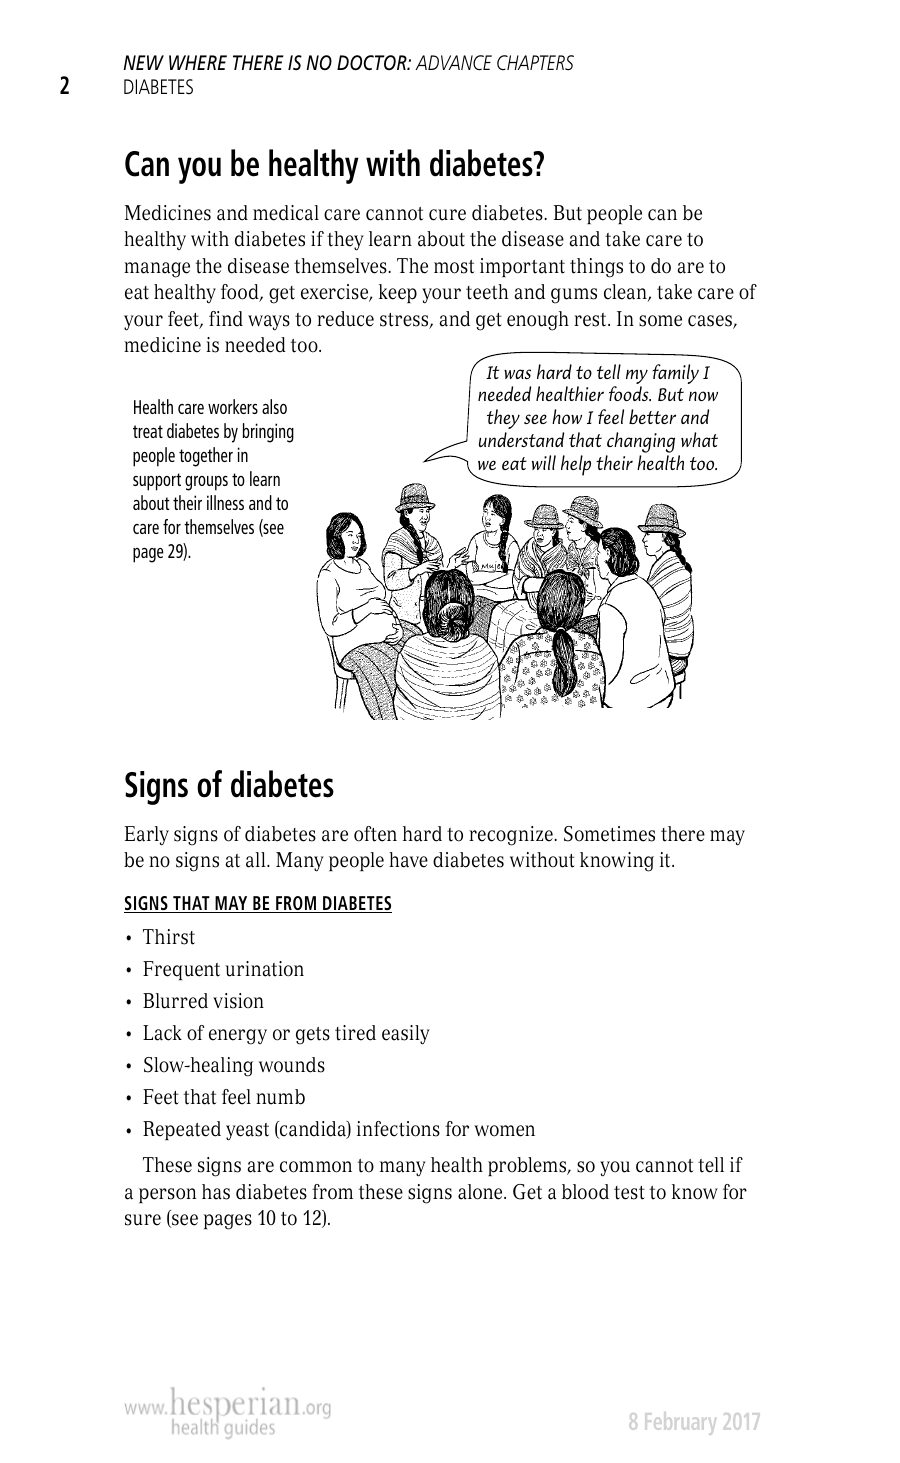 NEW WHERE THERE IS NO DOCTOR: ADVANCE CHAPTERS
2 DIABETES
Can you be healthy with diabetes?
Medicines and medical care cannot cure diabetes. But people can be
healthy with diabetes if they learn about the disease and take care to
manage the disease themselves. The most important things to do are to
eat healthy food, get exercise, keep your teeth and gums clean, take care of
your feet, find ways to reduce stress, and get enough rest. In some cases,
medicine is needed too.
It was hard to tell my family I
needed healthier foods. But now
they see how I feel better and
understand that changing what
we eat will help their health too.
Health care workers also
treat diabetes by bringing
people together in
support groups to learn
about their illness and to
care for themselves (see
page 29).
Signs of diabetes
Early signs of diabetes are often hard to recognize. Sometimes there may
be no signs at all. Many people have diabetes without knowing it.
SIGNS THAT MAY BE FROM DIABETES
• Thirst
• Frequent urination
• Blurred vision
• Lack of energy or gets tired easily
• Slow-healing wounds
• Feet that feel numb
• Repeated yeast (candida) infections for women
These signs are common to many health problems, so you cannot tell if
a person has diabetes from these signs alone. Get a blood test to know for
sure (see pages 10 to 12).
www.hesperian.org
health guides
8 February 2017